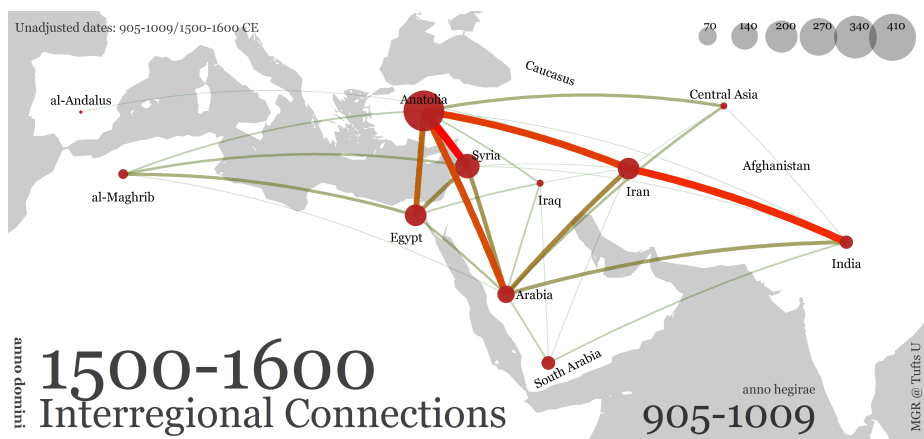 Unadjusted dates: 905-1009/1500-1600 CE
70 140 200 270 340 410
Caucasus
al-Andalus
Anatolia
Central Asia
Syria
Afghanistan
al-Maghrib
Iraq
Iran
Egypt
India
Arabia
South Arabia
anno domini
1500-1600
Interregional Connections
anno hegirae
905-1009
MGR @ Tufts U